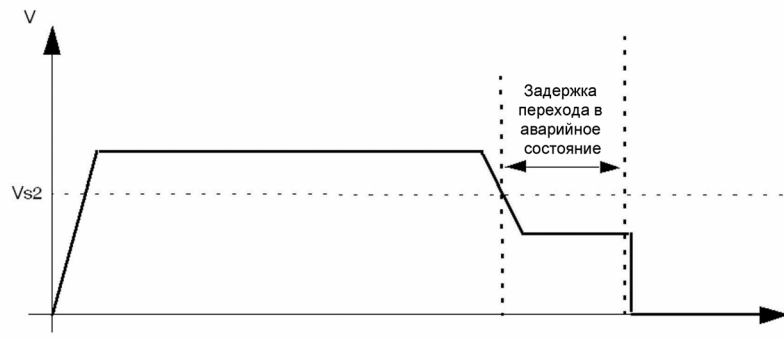 V
Задержка
перехода в
аварийное
состояние
Vs2